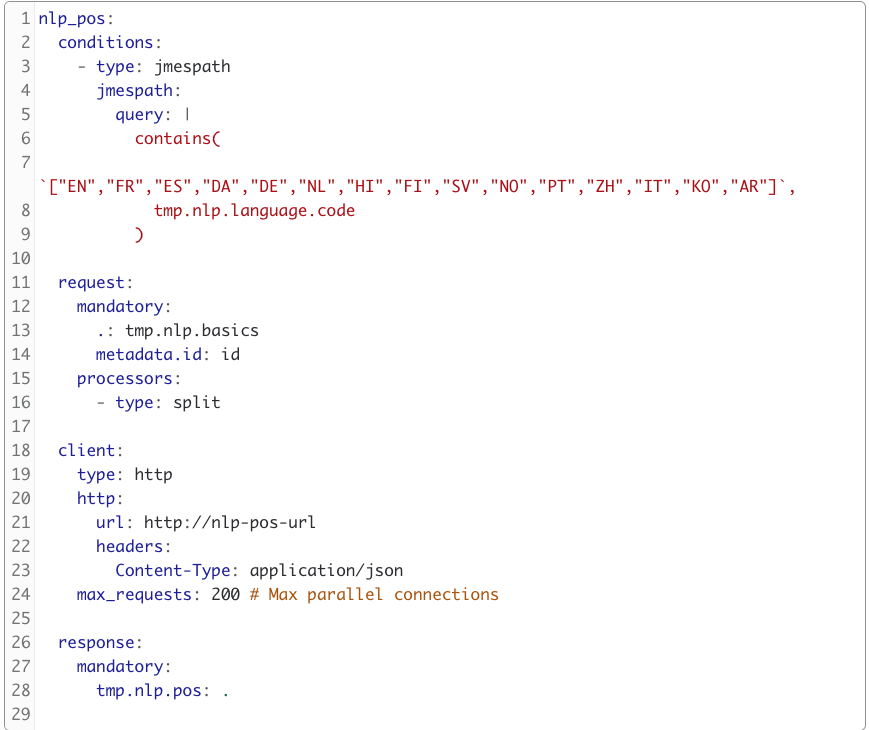 1 nlp_pos:
2   conditions:
3     - type: jmespath
4       jmespath:
5         query: |
6           contains(
7
`["EN","FR","ES","DA","DE","NL","HI","FI","SV","NO","PT","ZH","IT","KO","AR"]`,
8             tmp.nlp.language.code
9           )
10
11   request:
12     mandatory:
13       .: tmp.nlp.basics
14       metadata.id: id
15     processors:
16       - type: split
17
18   client:
19     type: http
20     http:
21       url: http://nlp-pos-url
22       headers:
23         Content-Type: application/json
24     max_requests: 200 # Max parallel connections
25
26   response:
27     mandatory:
28       tmp.nlp.pos: .
29